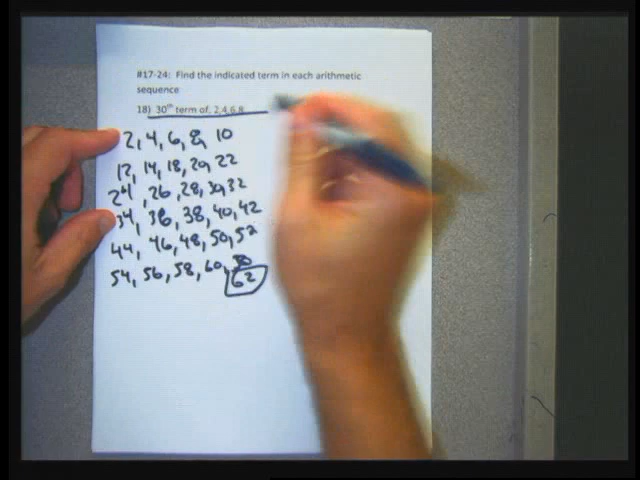 #17-24: Find the indicated term in each arithmetic
sequence
18) 30th term of, 2,4,6,8
2, 4, 6, 8, 10
12, 14, 18, 20, 22
24, 26, 28, 30, 32
34, 36, 38, 40, 42
44, 46, 48, 50, 52
54, 56, 58, 60,
62